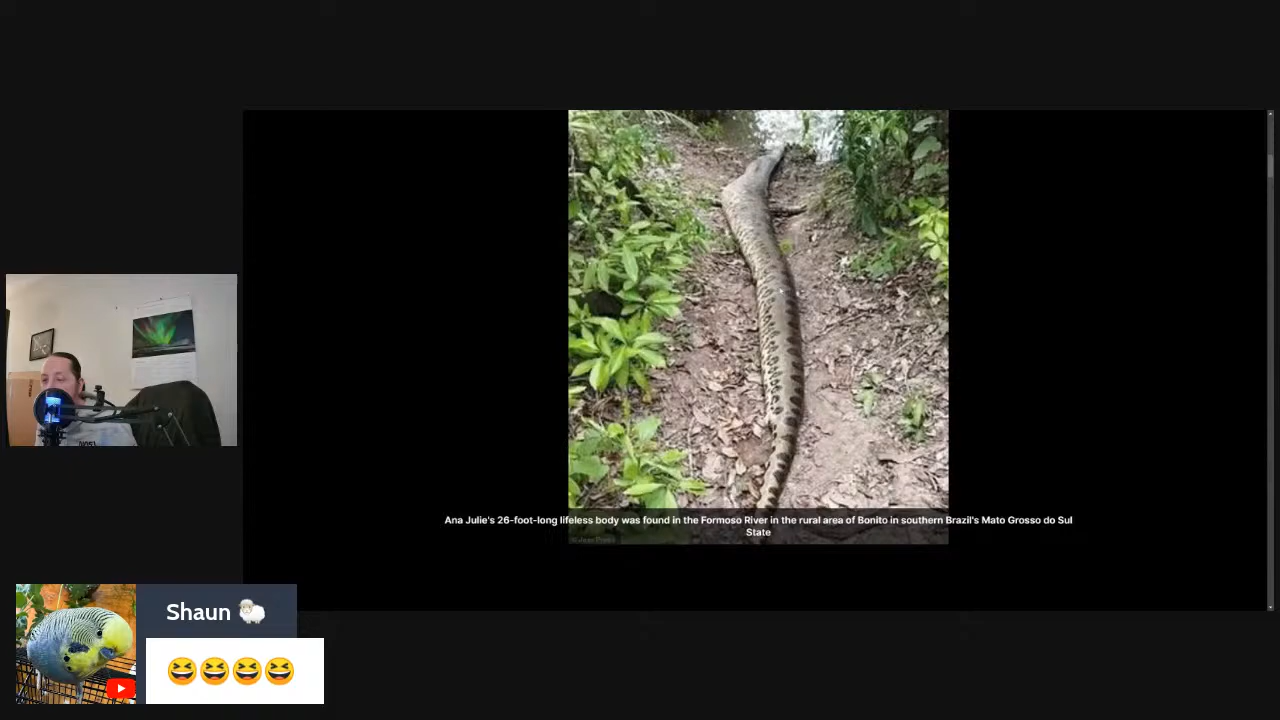 Ana Julie's 26-foot-long lifeless body was found in the Formoso River in the rural area of Bonito in southern Brazil's Mato Grosso do Sul
State
Shaun